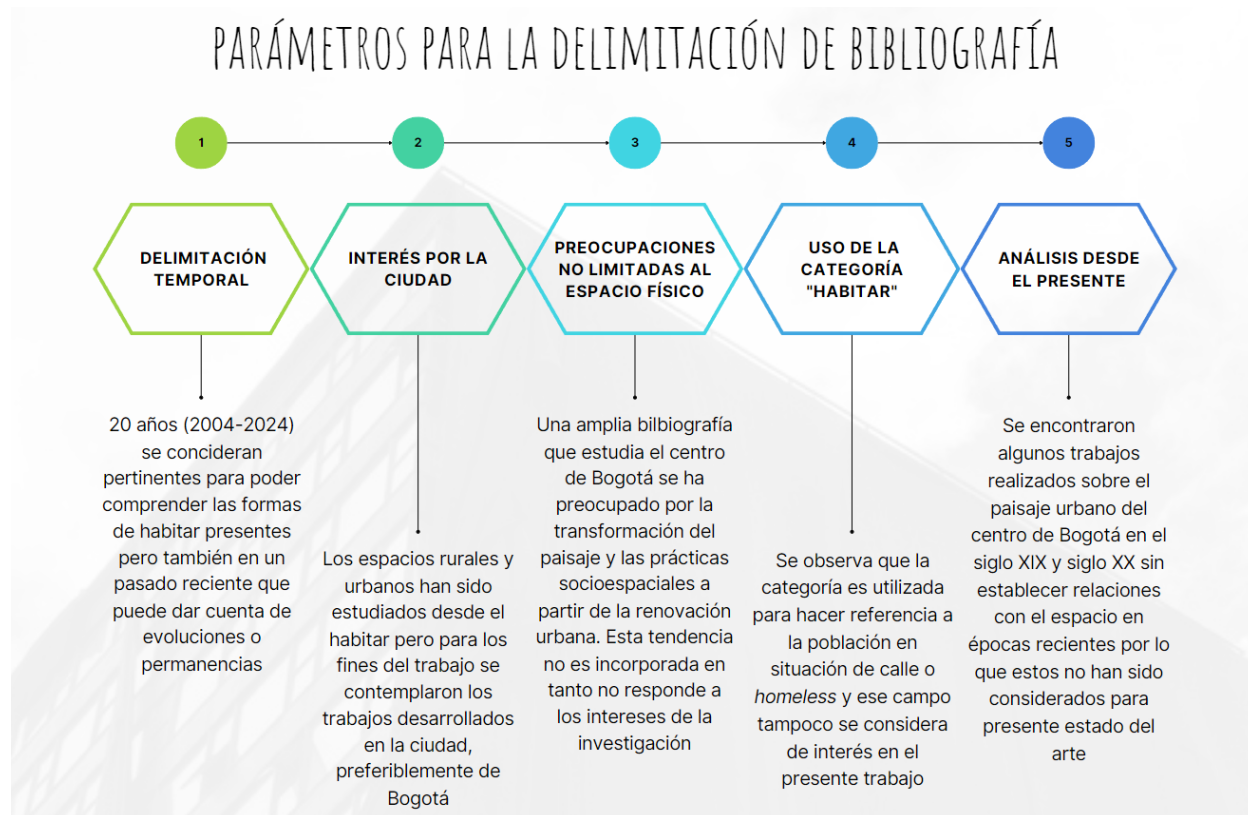 PARÁMETROS PARA LA DELIMITACIÓN DE BIBLIOGRAFÍA
1
2
3
4
5
DELIMITACIÓN
TEMPORAL
INTERÉS POR LA
CIUDAD
PREOCUPACIONES
NO LIMITADAS AL
ESPACIO FÍSICO
USO DE LA
CATEGORÍA
"HABITAR"
ANÁLISIS DESDE
EL PRESENTE
20 años (2004-2024)
se concideran
pertinentes para poder
comprender las formas
de habitar presentes
pero también en un
pasado reciente que
puede dar cuenta de
evoluciones o
permanencias
Los espacios rurales y
urbanos han sido
estudiados desde el
habitar pero para los
fines del trabajo se
contemplaron los
trabajos desarrollados
en la ciudad,
preferiblemente de
Bogotá
Una amplia bilbiografía
que estudia el centro
de Bogotá se ha
preocupado por la
transformación del
paisaje y las prácticas
socioespaciales a
partir de la renovación
urbana. Esta tendencia
no es incorporada en
tanto no responde a
los intereses de la
investigación
Se observa que la
categoría es utilizada
para hacer referencia a
la población en
situación de calle o
homeless y ese campo
tampoco se considera
de interés en el
presente trabajo
Se encontraron
algunos trabajos
realizados sobre el
paisaje urbano del
centro de Bogotá en el
siglo XIX y siglo XX sin
establecer relaciones
con el espacio en
épocas recientes por lo
que estos no han sido
considerados para
presente estado del
arte